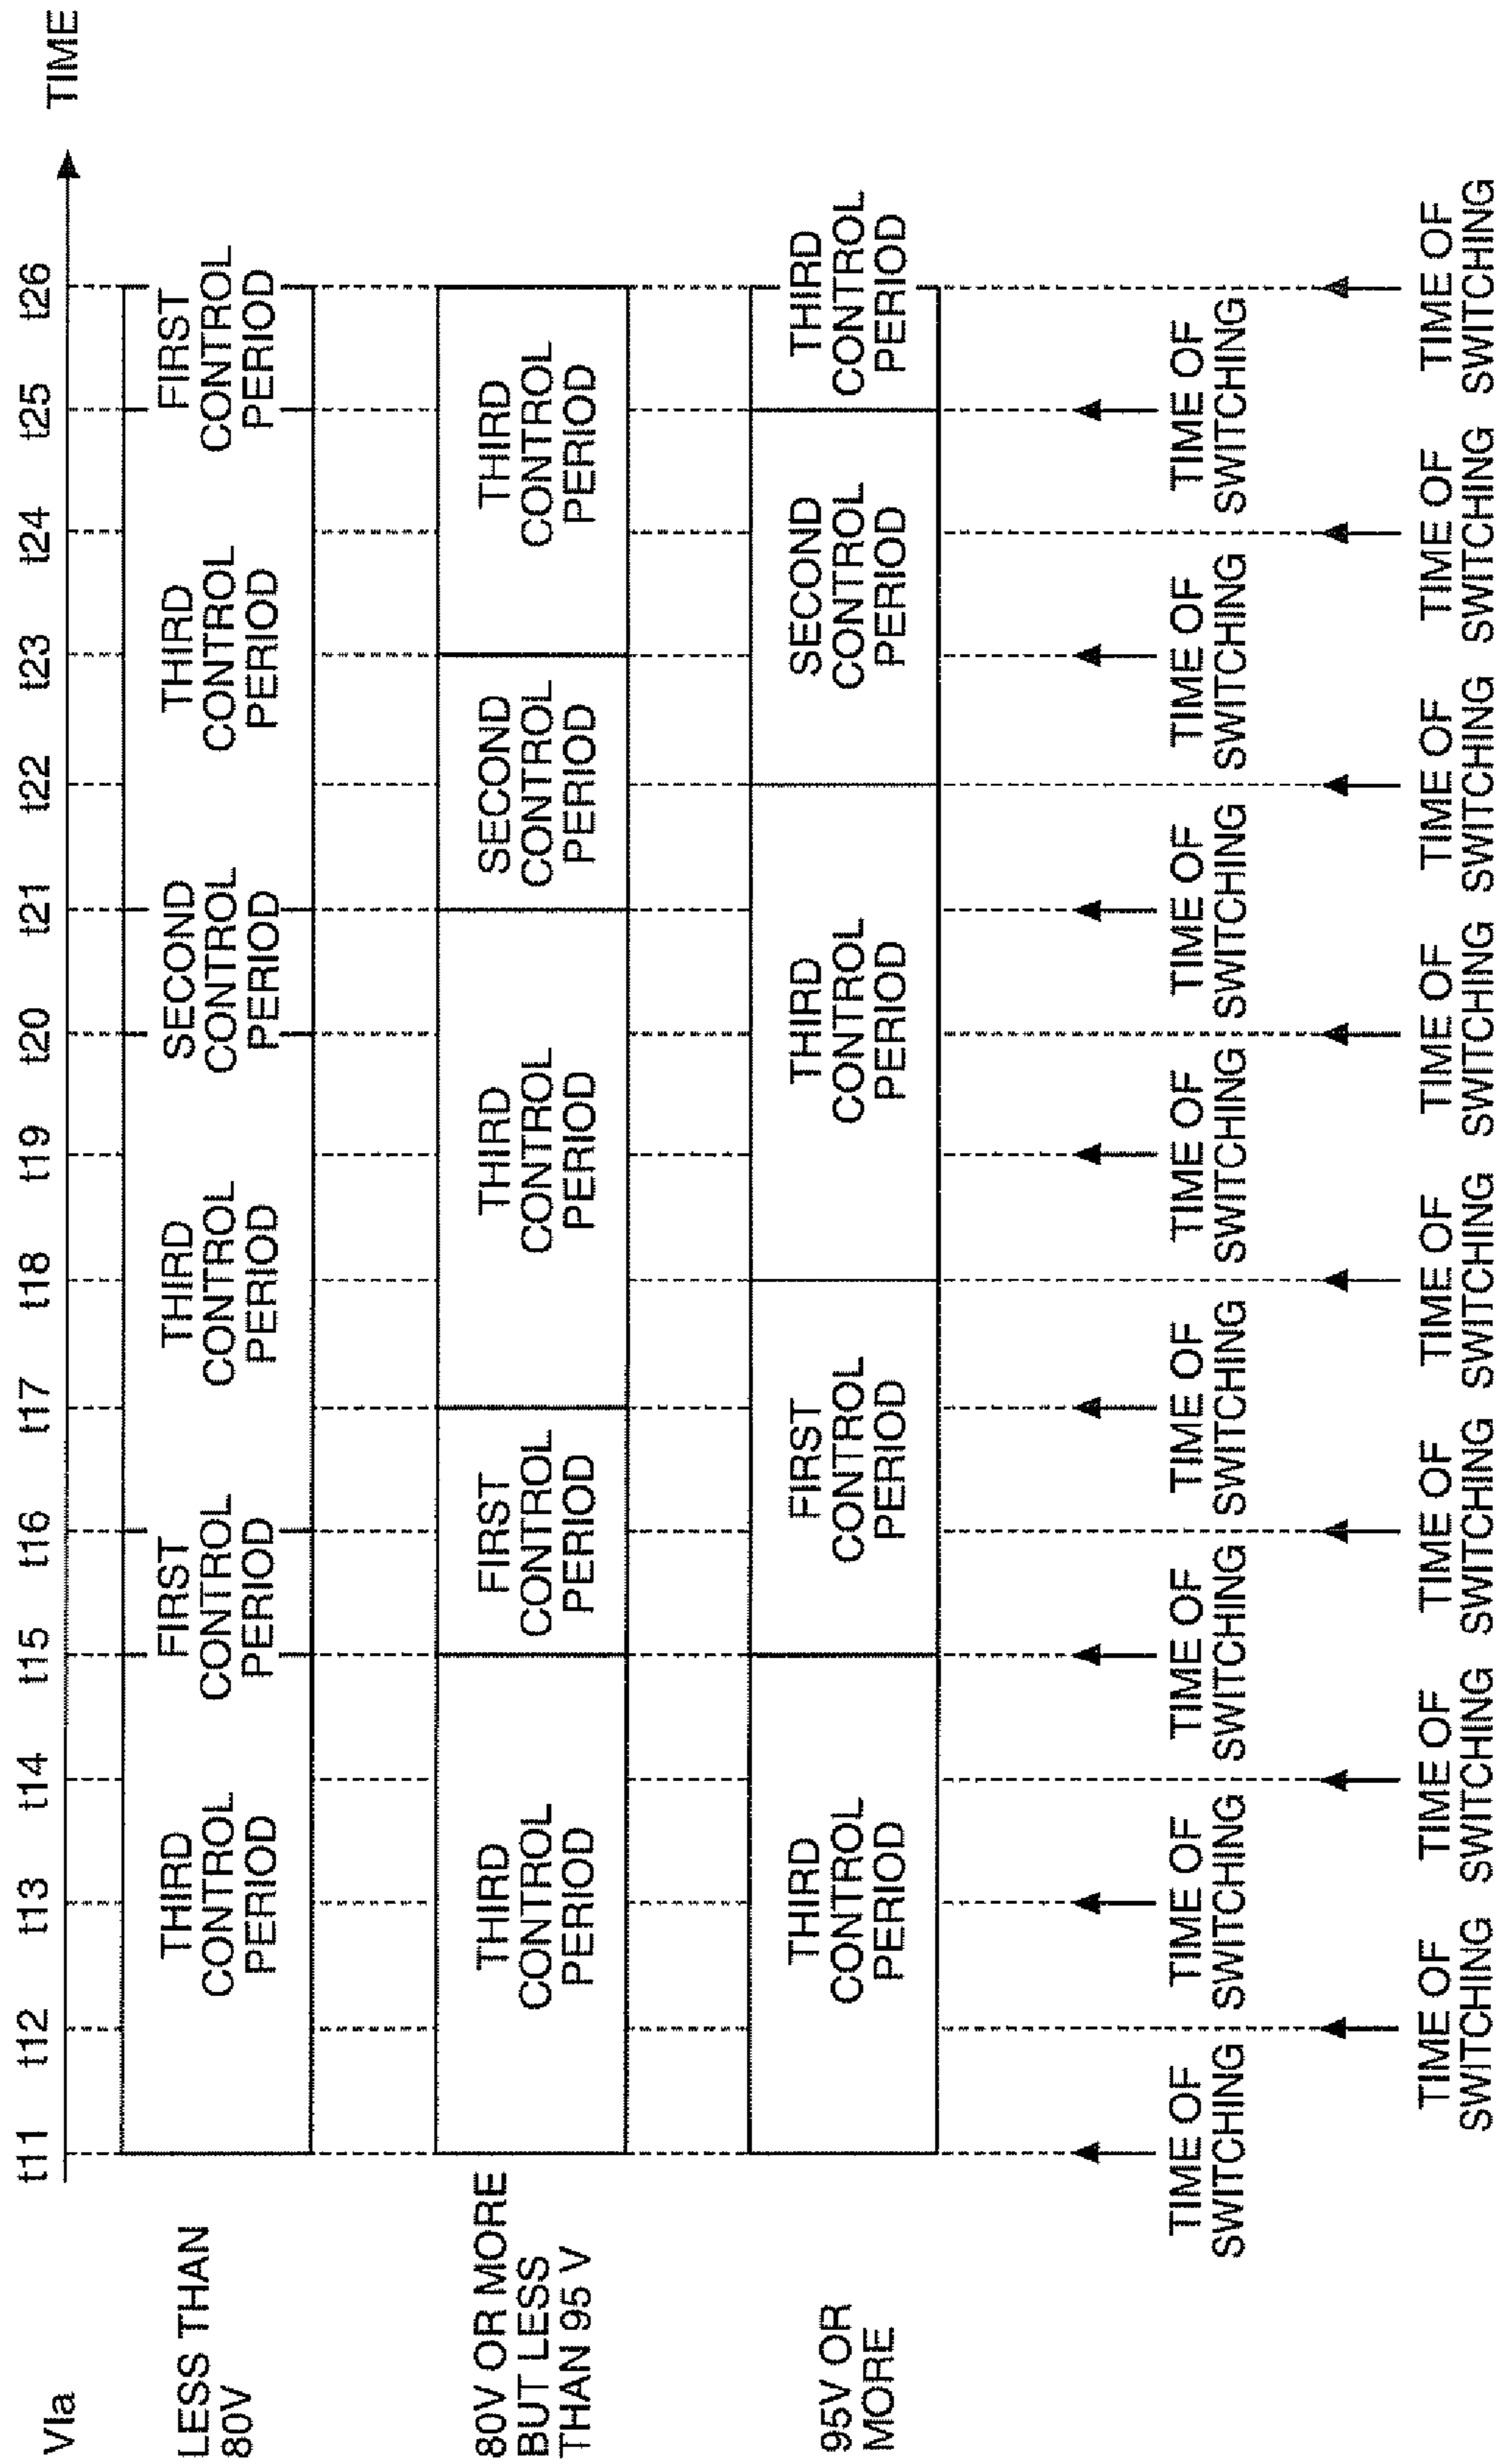 VIa
t11 t12 t13 t14 t15 t16 t17 t18 t19 t20 t21 t22 t23 t24 t25 t26
TIME
LESS THAN
80V
THIRD
CONTROL
PERIOD
FIRST
CONTROL
PERIOD
THIRD
CONTROL
PERIOD
SECOND
CONTROL
PERIOD
THIRD
CONTROL
PERIOD
FIRST
CONTROL
PERIOD
80V OR MORE
BUT LESS
THAN 95 V
THIRD
CONTROL
PERIOD
FIRST
CONTROL
PERIOD
THIRD
CONTROL
PERIOD
SECOND
CONTROL
PERIOD
THIRD
CONTROL
PERIOD
95V OR
MORE
THIRD
CONTROL
PERIOD
FIRST
CONTROL
PERIOD
THIRD
CONTROL
PERIOD
SECOND
CONTROL
PERIOD
THIRD
CONTROL
PERIOD
TIME OF
SWITCHING
TIME OF
SWITCHING
TIME OF
SWITCHING
TIME OF
SWITCHING
TIME OF
SWITCHING
TIME OF
SWITCHING
TIME OF
SWITCHING
TIME OF
SWITCHING
TIME OF
SWITCHING
TIME OF
SWITCHING
TIME OF
SWITCHING
TIME OF
SWITCHING
TIME OF
SWITCHING
TIME OF
SWITCHING
TIME OF
SWITCHING
TIME OF
SWITCHING